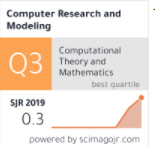 Computer Research and
Modeling
Q3
Computational
Theory and
Mathematics
best quartile
SJR 2019
0.3
powered by scimagojr.com